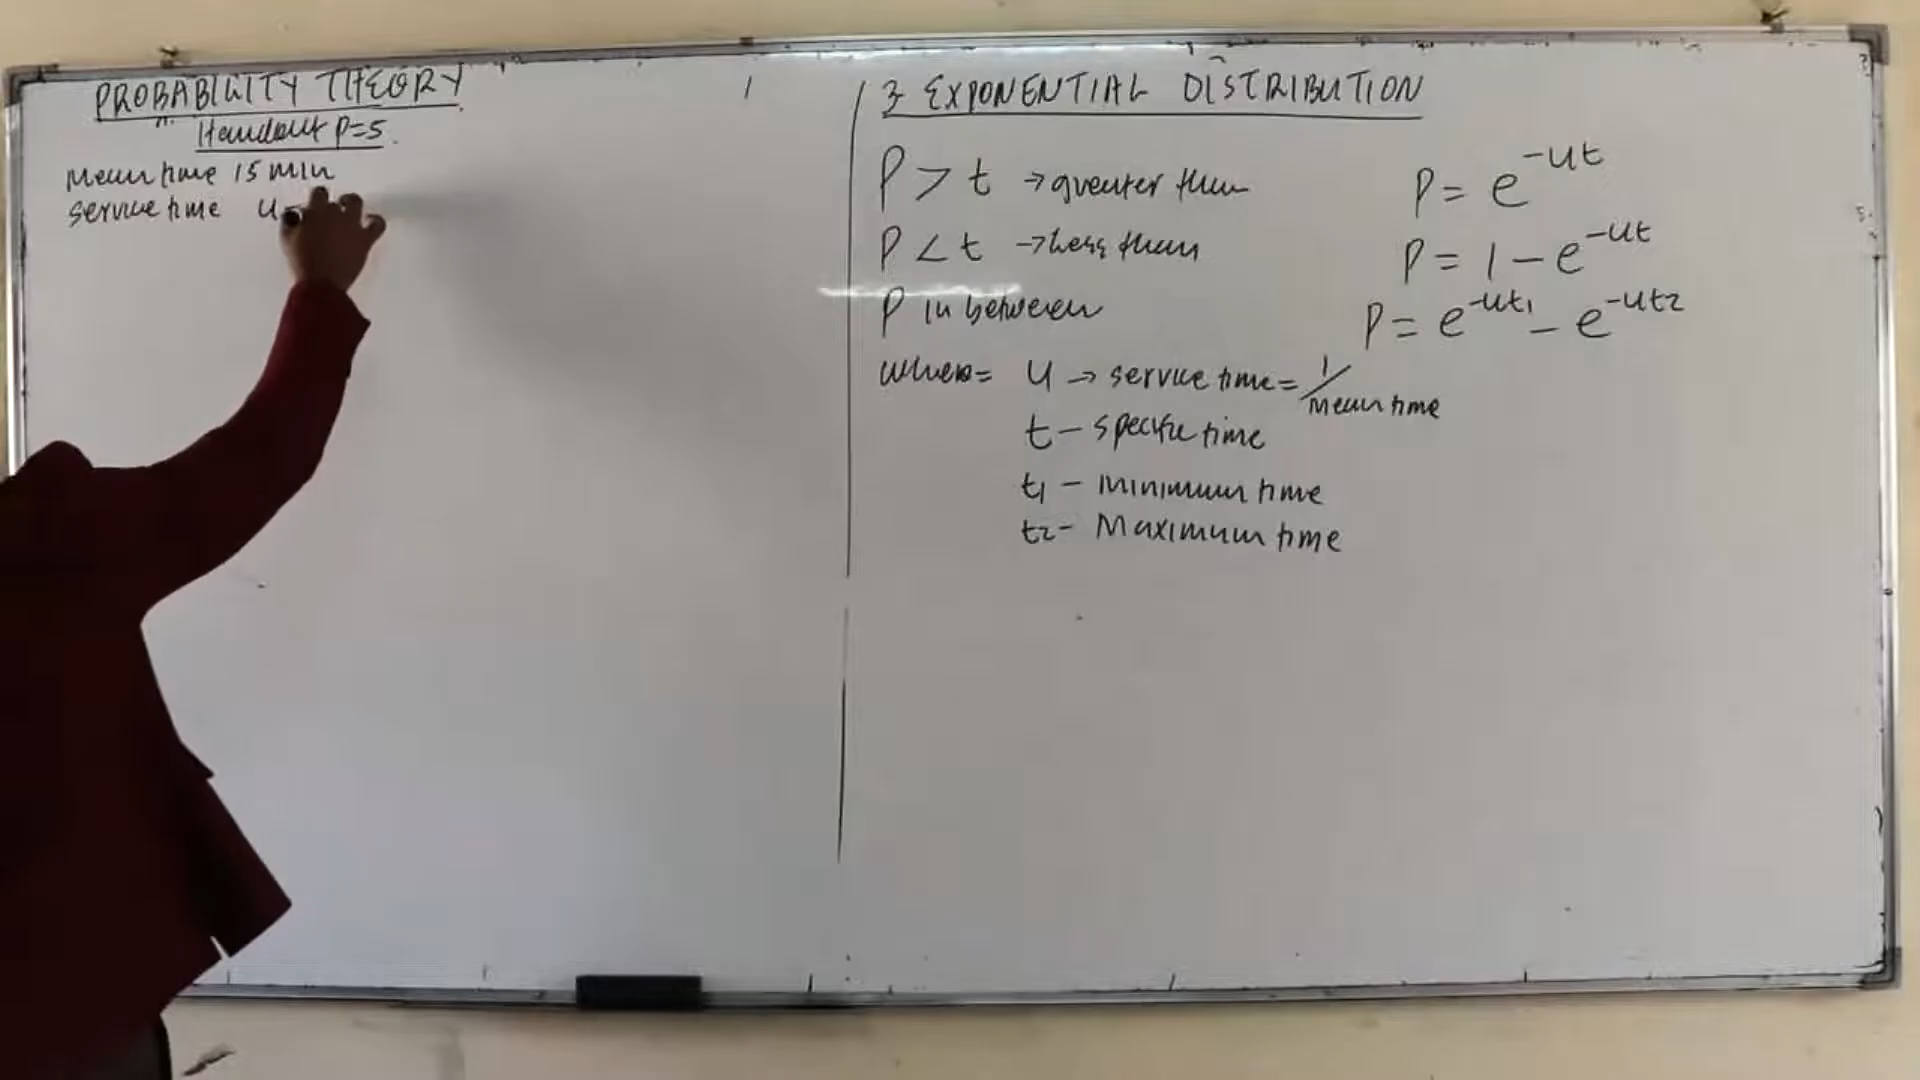 PROBABILITY THEORY
Handout P=5.
Mean time 15 min
service time u=
1
3 EXPONENTIAL DISTRIBUTION
P > t → greater than P = e^-ut
P < t → Less than P = 1 - e^-ut
P in between P = e^-ut1 - e^-ut2
where= u → service time = 1/mean time
t - specific time
t1 - minimum time
t2 - Maximum time